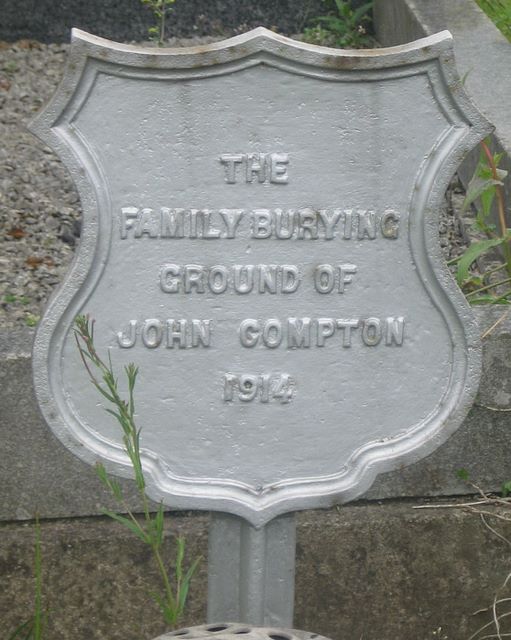 THE
FAMILY BURYING
GROUND OF
JOHN COMPTON
1914